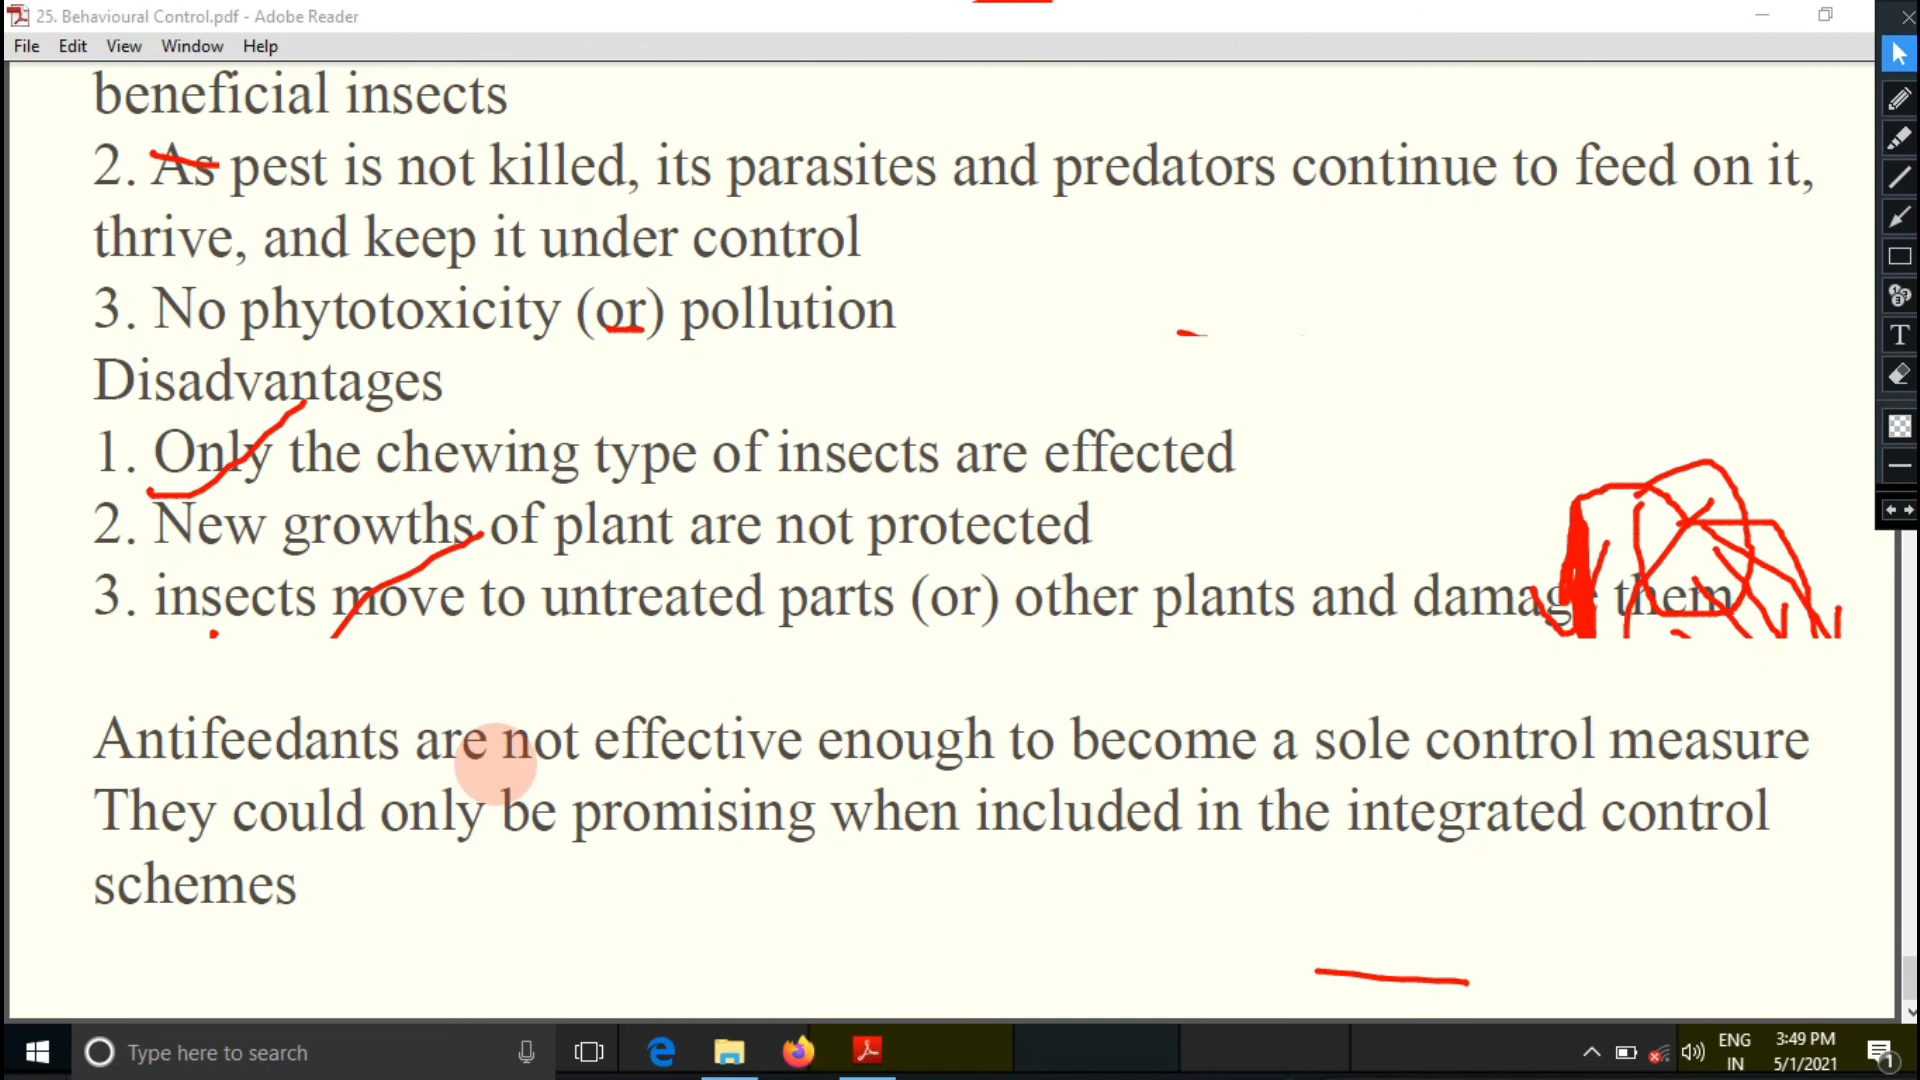 25. Behavioural Control.pdf - Adobe Reader
File Edit View Window Help
beneficial insects
2. As pest is not killed, its parasites and predators continue to feed on it,
thrive, and keep it under control
3. No phytotoxicity (or) pollution
Disadvantages
1. Only the chewing type of insects are effected
2. New growths of plant are not protected
3. insects move to untreated parts (or) other plants and damage them
Antifeedants are not effective enough to become a sole control measure
They could only be promising when included in the integrated control
schemes
T
Type here to search
ENG
IN
3:49 PM
5/1/2021
1